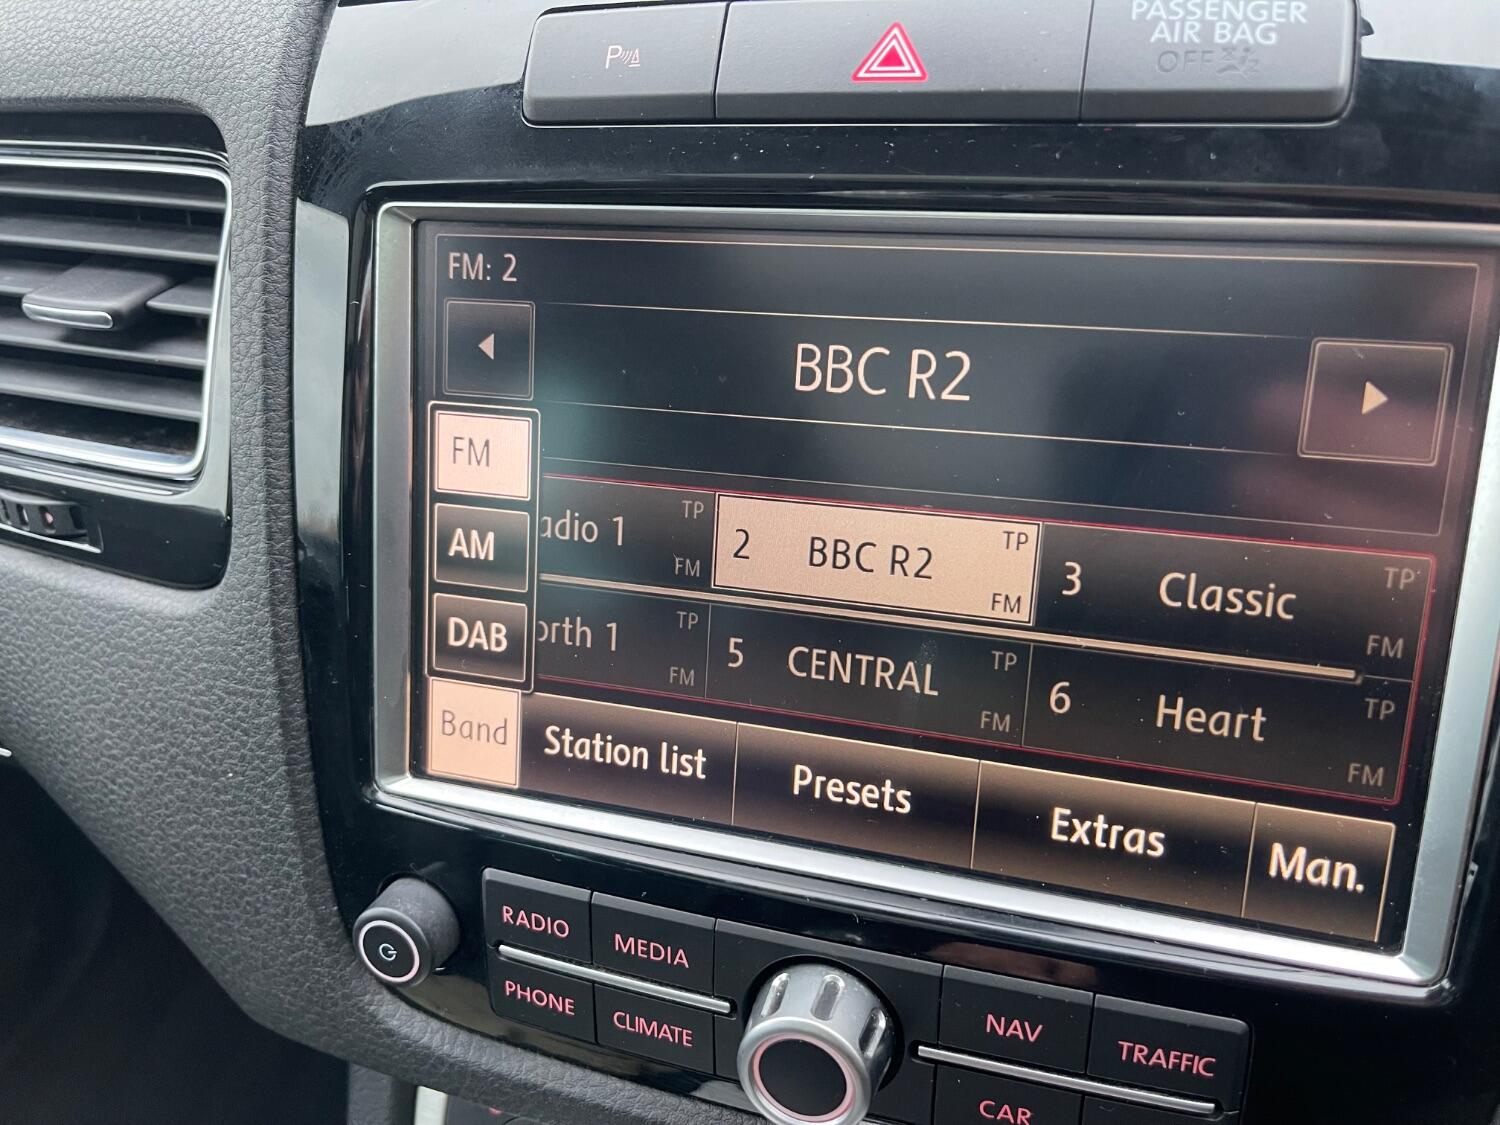 P
PASSENGER
AIR BAG
OFF
FM: 2
BBC R2
FM
AM
DAB
Band
adio 1 TP
FM
2 BBC R2 TP
FM
3 Classic TP
FM
orth 1 TP
FM
5 CENTRAL TP
FM
6 Heart TP
FM
Station list
Presets
Extras
Man.
RADIO
MEDIA
PHONE
CLIMATE
NAV
TRAFFIC
CAR